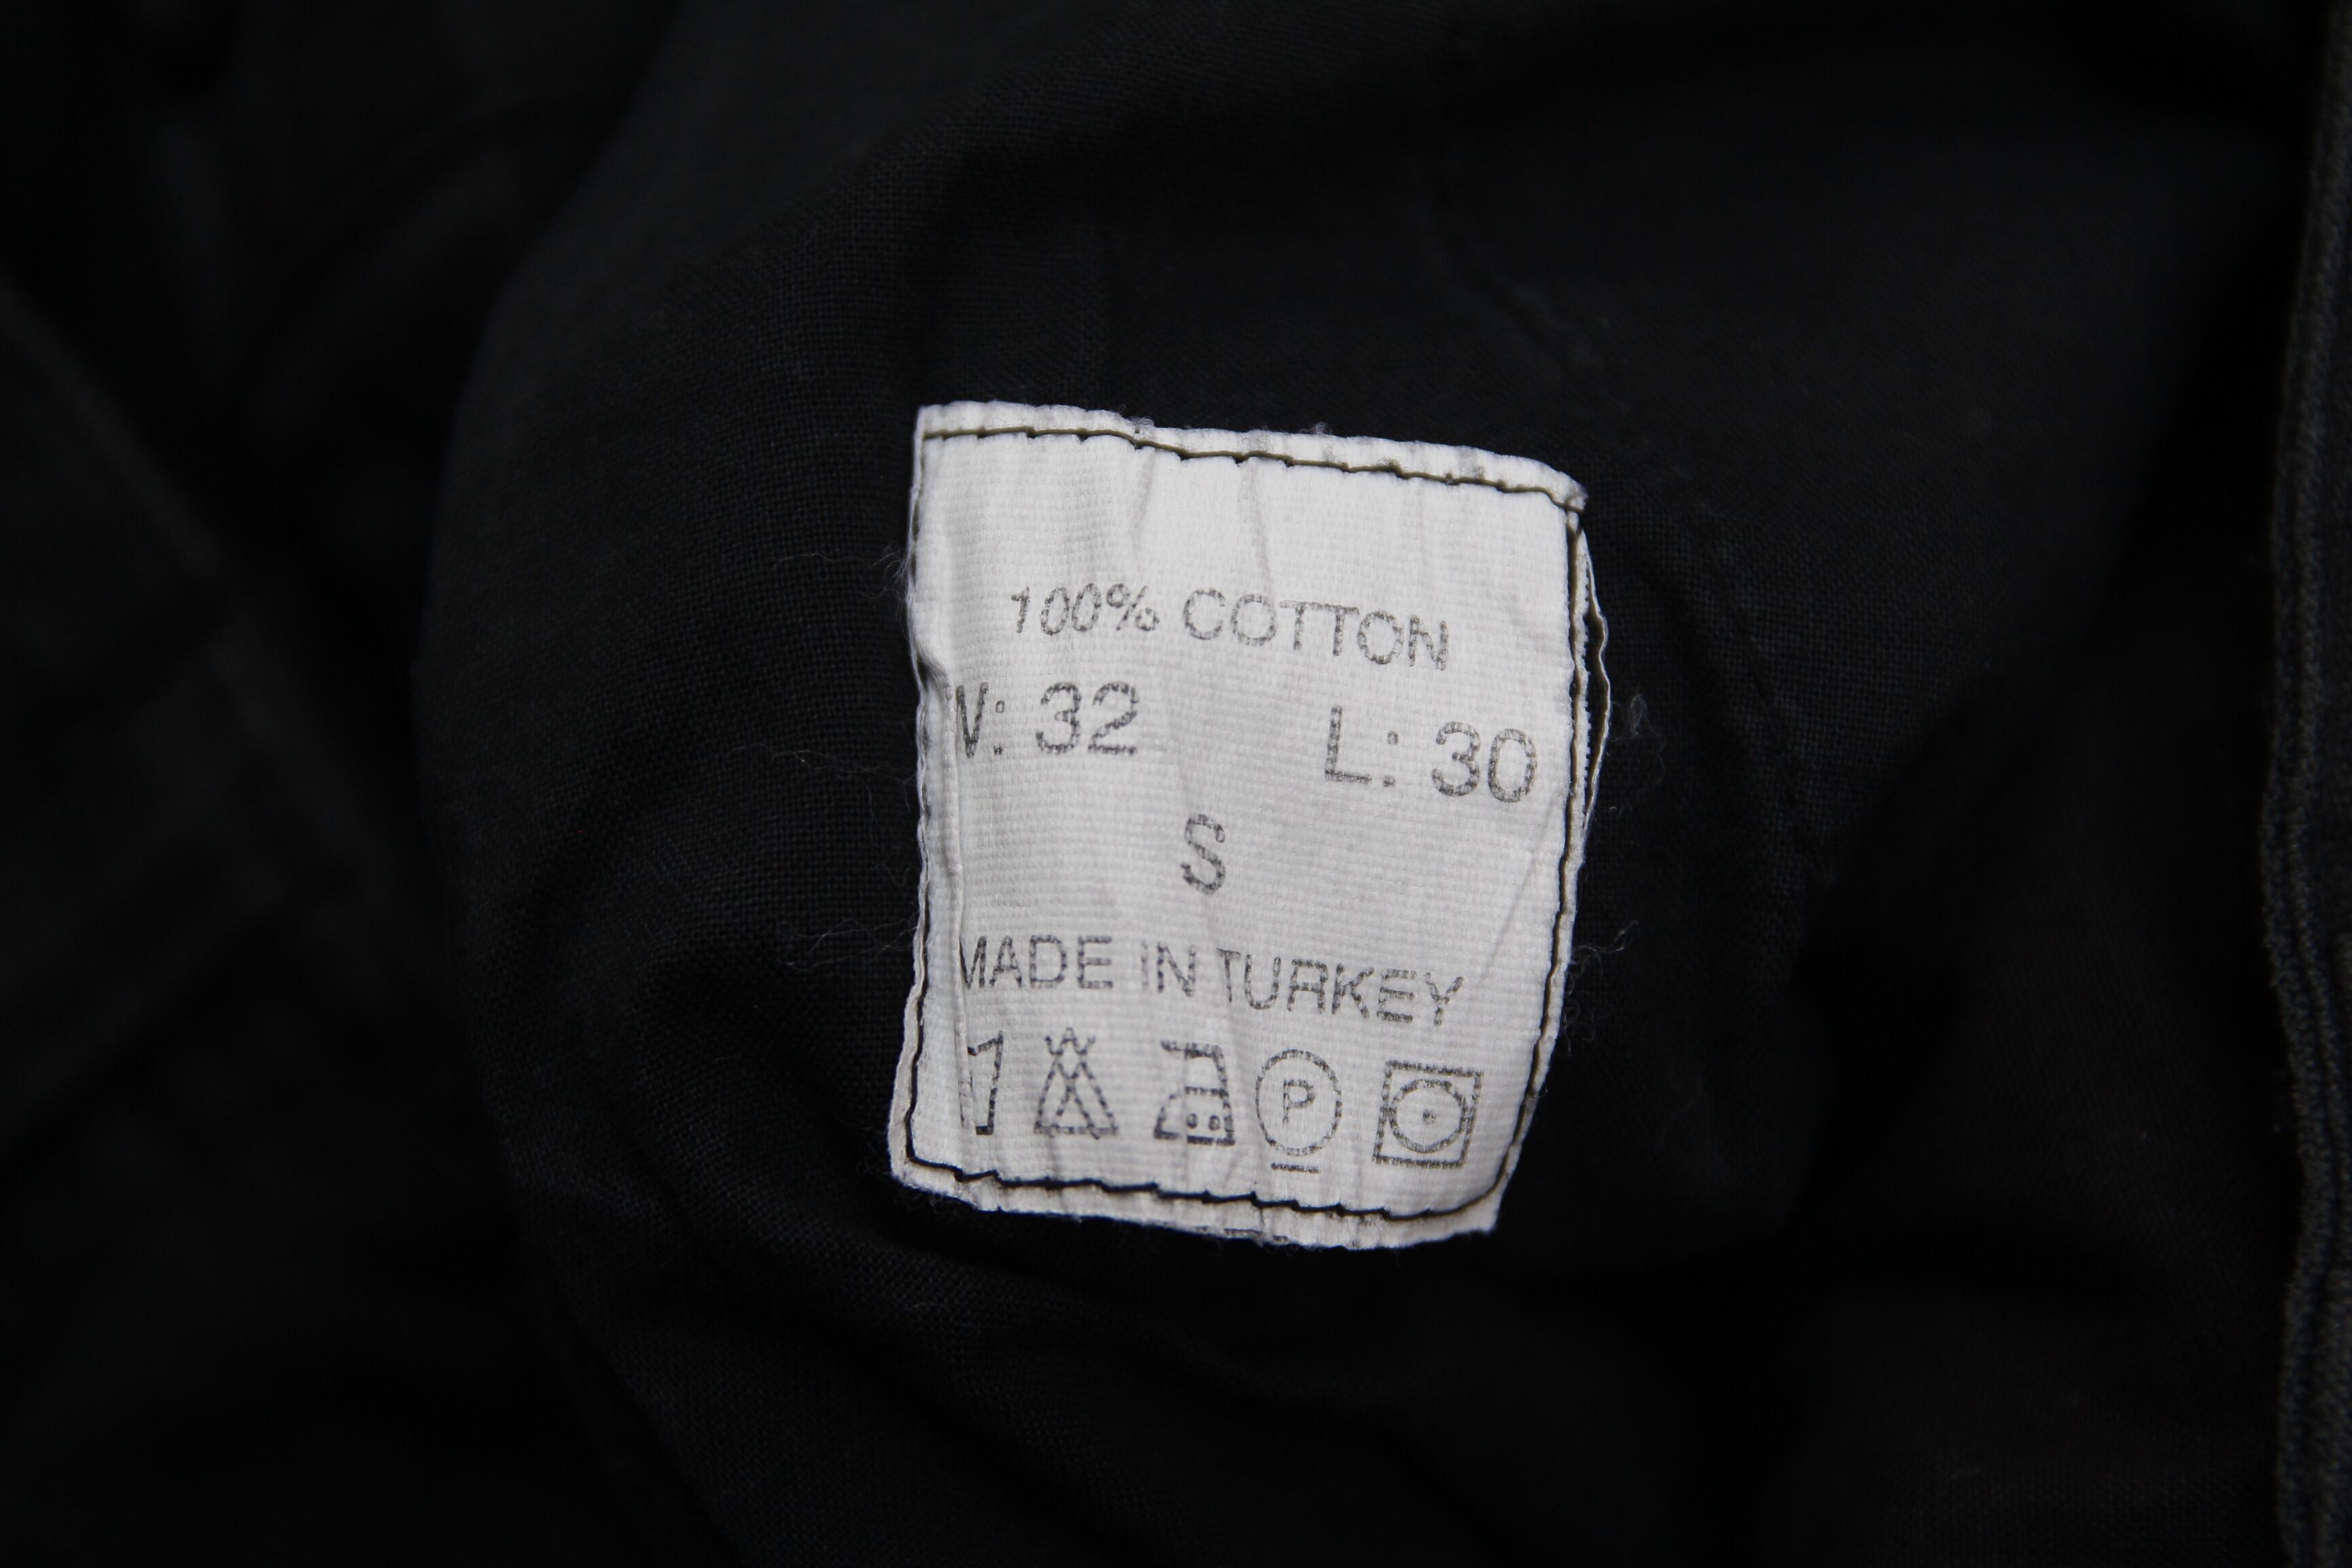 100% COTTON
W: 32 L: 30
S
MADE IN TURKEY
P